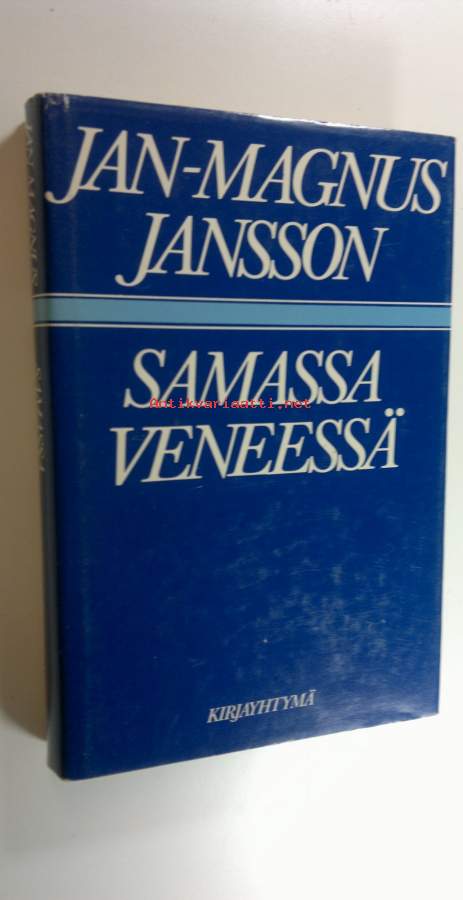 JAN-MAGNUS
JANSSON
SAMASSA
Antikvariaatti.net
VENEESSÄ
KIRJAYHTYMÄ